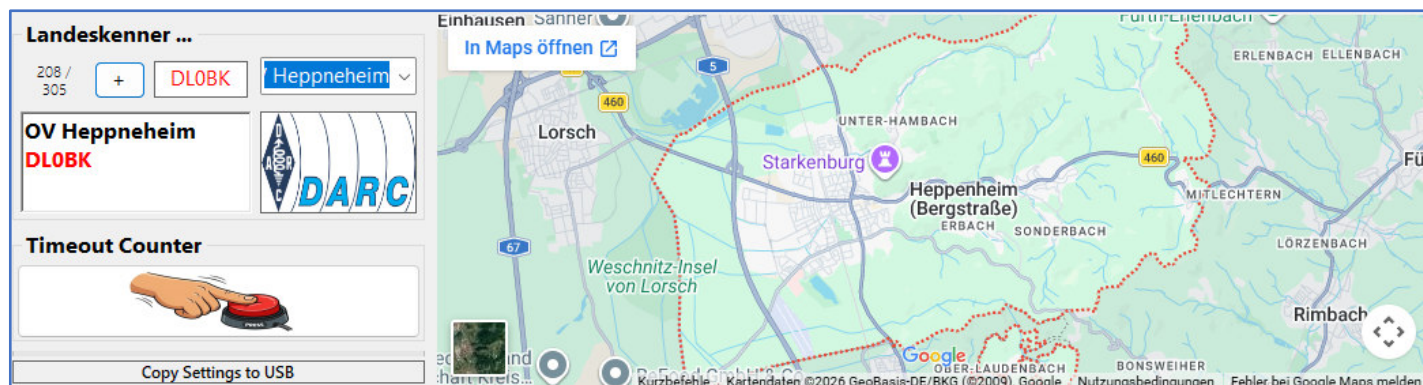 Landeskenner ...
208 /
305
+
DL0BK
/ Heppneheim
OV Heppneheim
DL0BK
D
A R
C
DARC
Timeout Counter
Copy Settings to USB
Einhausen
Sanner
Fürth-Erlenbach
In Maps öffnen
5
ERLENBACH
ELLENBACH
460
Lorsch
UNTER-HAMBACH
Starkenburg
460
Heppenheim
(Bergstraße)
MITLECHTERN
ERBACH
SONDERBACH
67
LÖRZENBACH
Weschnitz-Insel
von Lorsch
Rimbach
Google
OBER-LAUDENBACH
BONSWEIHER
Kurzbefehle
Kartendaten ©2026 GeoBasis-DE/BKG (©2009), Google
Nutzungsbedingungen
Fehler bei Google Maps melden